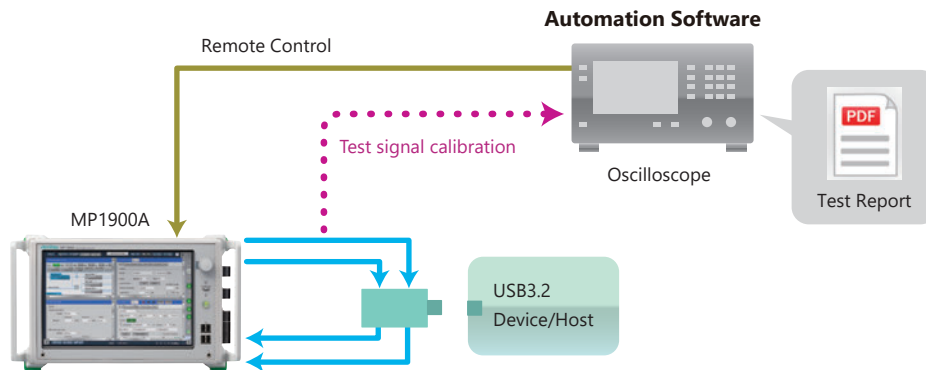 Automation Software
Remote Control
Test signal calibration
Oscilloscope
PDF
Test Report
MP1900A
USB3.2
Device/Host